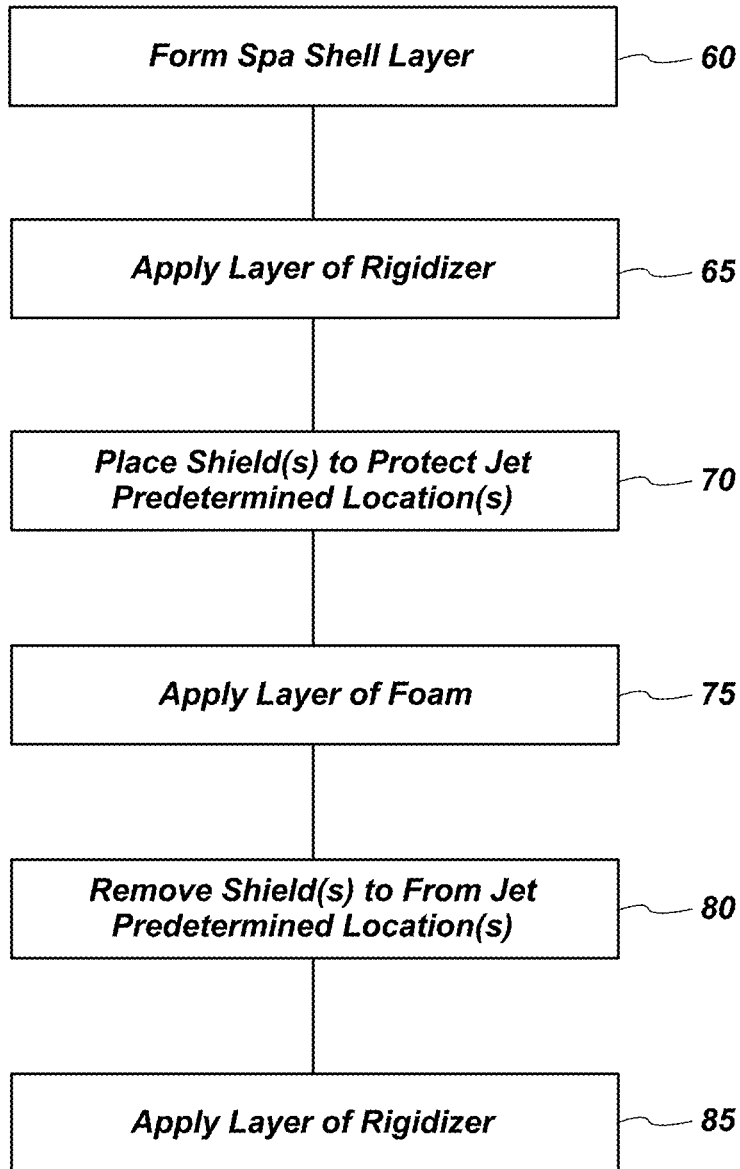 Form Spa Shell Layer
60
Apply Layer of Rigidizer
65
Place Shield(s) to Protect Jet
Predetermined Location(s)
70
Apply Layer of Foam
75
Remove Shield(s) to From Jet
Predetermined Location(s)
80
Apply Layer of Rigidizer
85